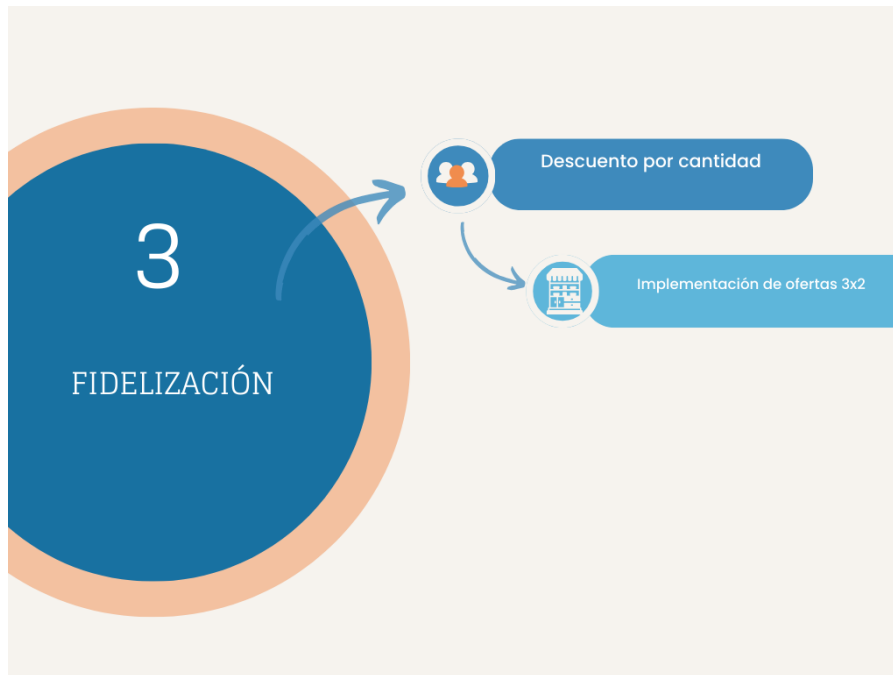 3
FIDELIZACIÓN
Descuento por cantidad
Implementación de ofertas 3x2